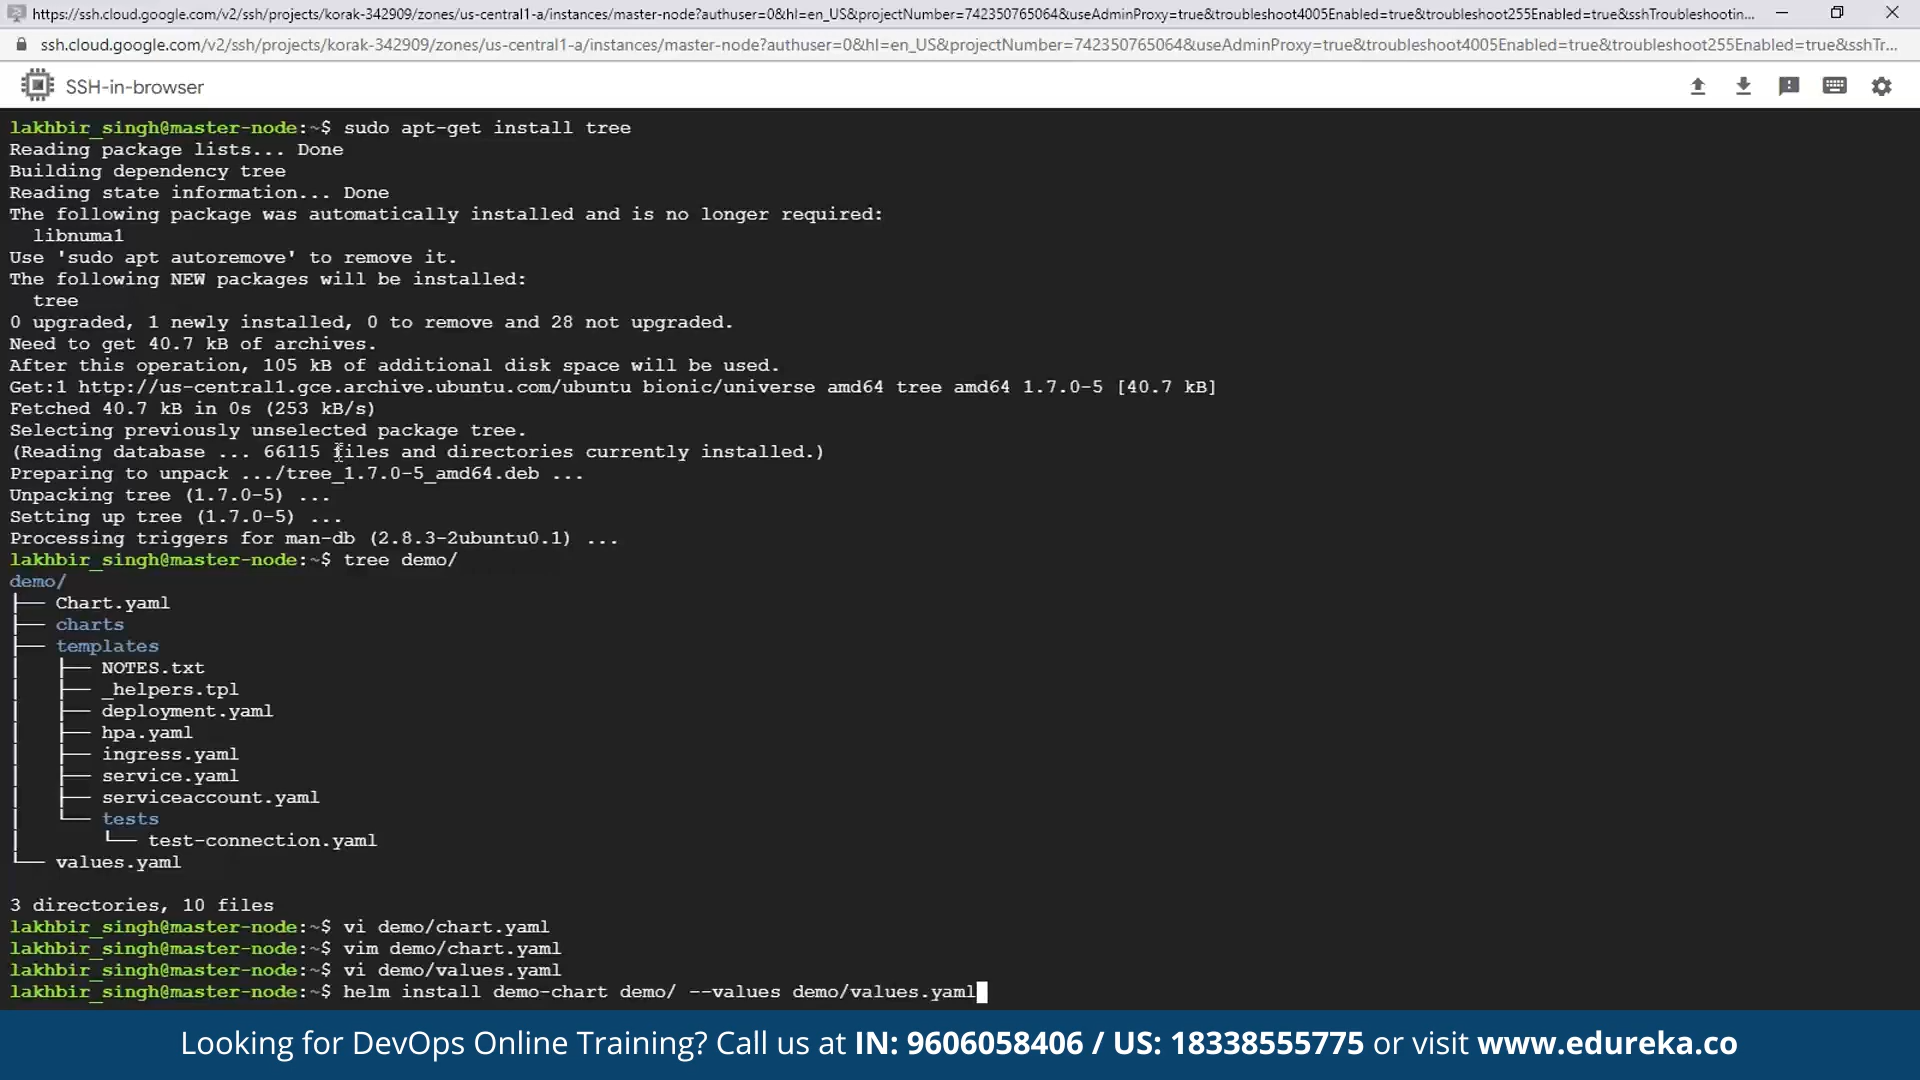 https://ssh.cloud.google.com/v2/ssh/projects/korak-342909/zones/us-central1-a/instances/master-node?authuser=0&hl=en_US&projectNumber=742350765064&useAdminProxy=true&troubleshoot4005Enabled=true&troubleshoot255Enabled=true&sshTroubleshootin...
ssh.cloud.google.com/v2/ssh/projects/korak-342909/zones/us-central1-a/instances/master-node?authuser=0&hl=en_US&projectNumber=742350765064&useAdminProxy=true&troubleshoot4005Enabled=true&troubleshoot255Enabled=true&sshTr...
SSH-in-browser
lakhbir_singh@master-node:~$ sudo apt-get install tree
Reading package lists... Done
Building dependency tree
Reading state information... Done
The following package was automatically installed and is no longer required:
  libnuma1
Use 'sudo apt autoremove' to remove it.
The following NEW packages will be installed:
  tree
0 upgraded, 1 newly installed, 0 to remove and 28 not upgraded.
Need to get 40.7 kB of archives.
After this operation, 105 kB of additional disk space will be used.
Get:1 http://us-central1.gce.archive.ubuntu.com/ubuntu bionic/universe amd64 tree amd64 1.7.0-5 [40.7 kB]
Fetched 40.7 kB in 0s (253 kB/s)
Selecting previously unselected package tree.
(Reading database ... 66115 files and directories currently installed.)
Preparing to unpack .../tree_1.7.0-5_amd64.deb ...
Unpacking tree (1.7.0-5) ...
Setting up tree (1.7.0-5) ...
Processing triggers for man-db (2.8.3-2ubuntu0.1) ...
lakhbir_singh@master-node:~$ tree demo/
demo/
├── Chart.yaml
├── charts
├── templates
│   ├── NOTES.txt
│   ├── _helpers.tpl
│   ├── deployment.yaml
│   ├── hpa.yaml
│   ├── ingress.yaml
│   ├── service.yaml
│   ├── serviceaccount.yaml
│   └── tests
│       └── test-connection.yaml
└── values.yaml
3 directories, 10 files
lakhbir_singh@master-node:~$ vi demo/chart.yaml
lakhbir_singh@master-node:~$ vim demo/chart.yaml
lakhbir_singh@master-node:~$ vi demo/values.yaml
lakhbir_singh@master-node:~$ helm install demo-chart demo/ --values demo/values.yaml
Looking for DevOps Online Training? Call us at IN: 9606058406 / US: 18338555775 or visit www.edureka.co